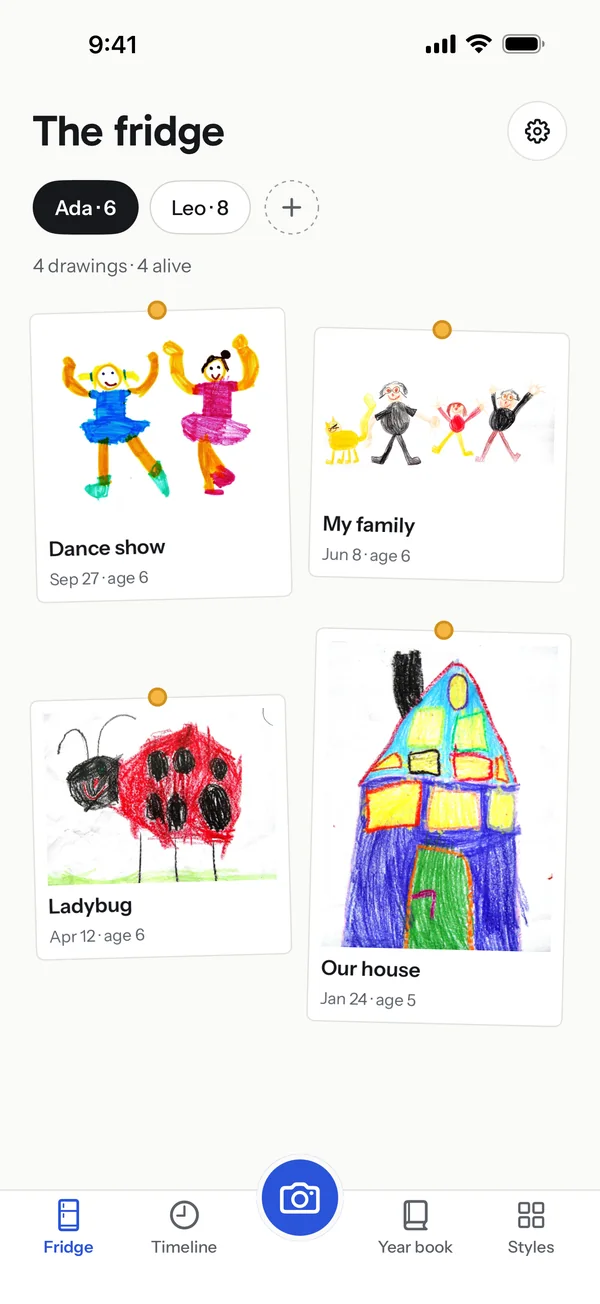 9:41
The fridge
Ada · 6
Leo · 8
4 drawings · 4 alive
Dance show
Sep 27 · age 6
My family
Jun 8 · age 6
Ladybug
Apr 12 · age 6
Our house
Jan 24 · age 5
Fridge
Timeline
Year book
Styles